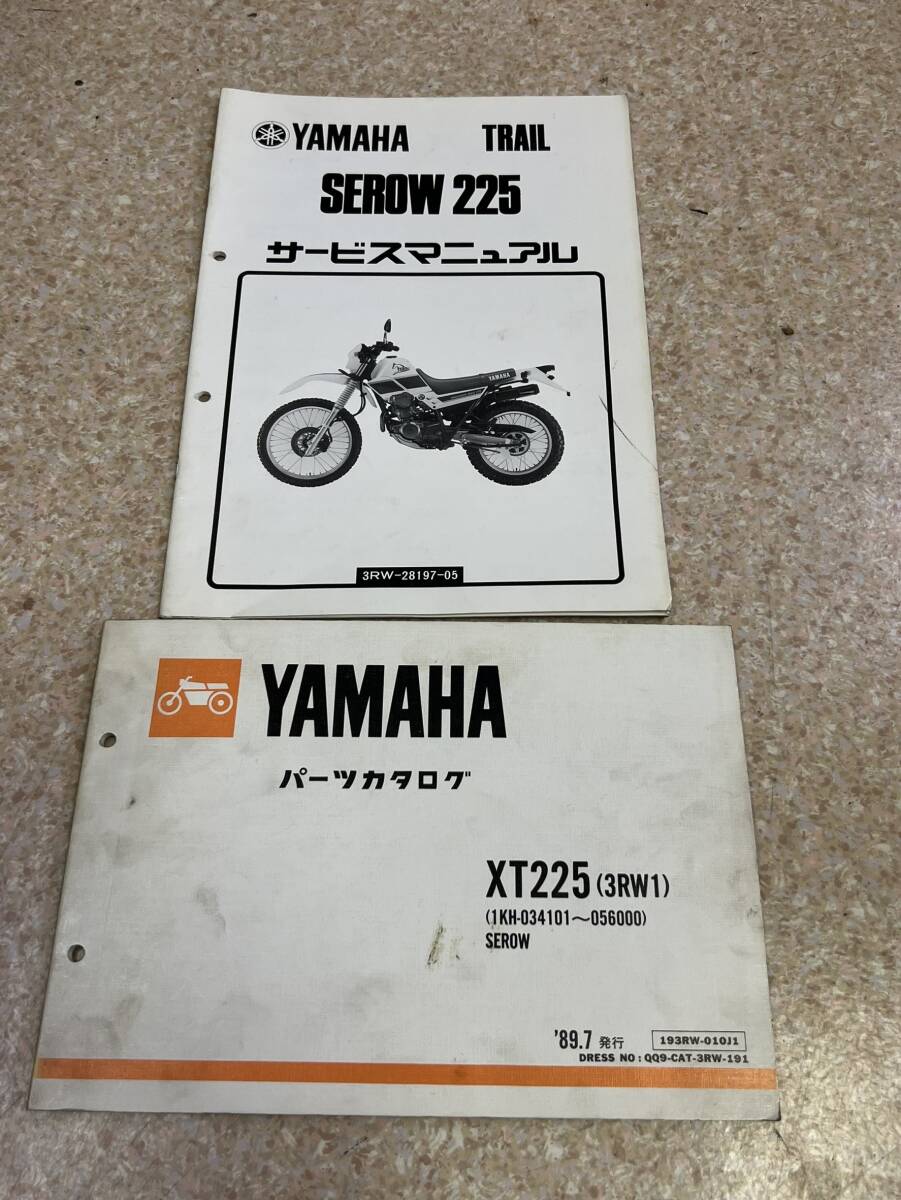 YAMAHA TRAIL
SEROW 225
サービスマニュアル
YAMAHA
3RW-28197-05
YAMAHA
パーツカタログ
XT225 (3RW1)
(1KH-034101～056000)
SEROW
'89.7 発行 193RW-010J1
DRESS NO : QQ9-CAT-3RW-191